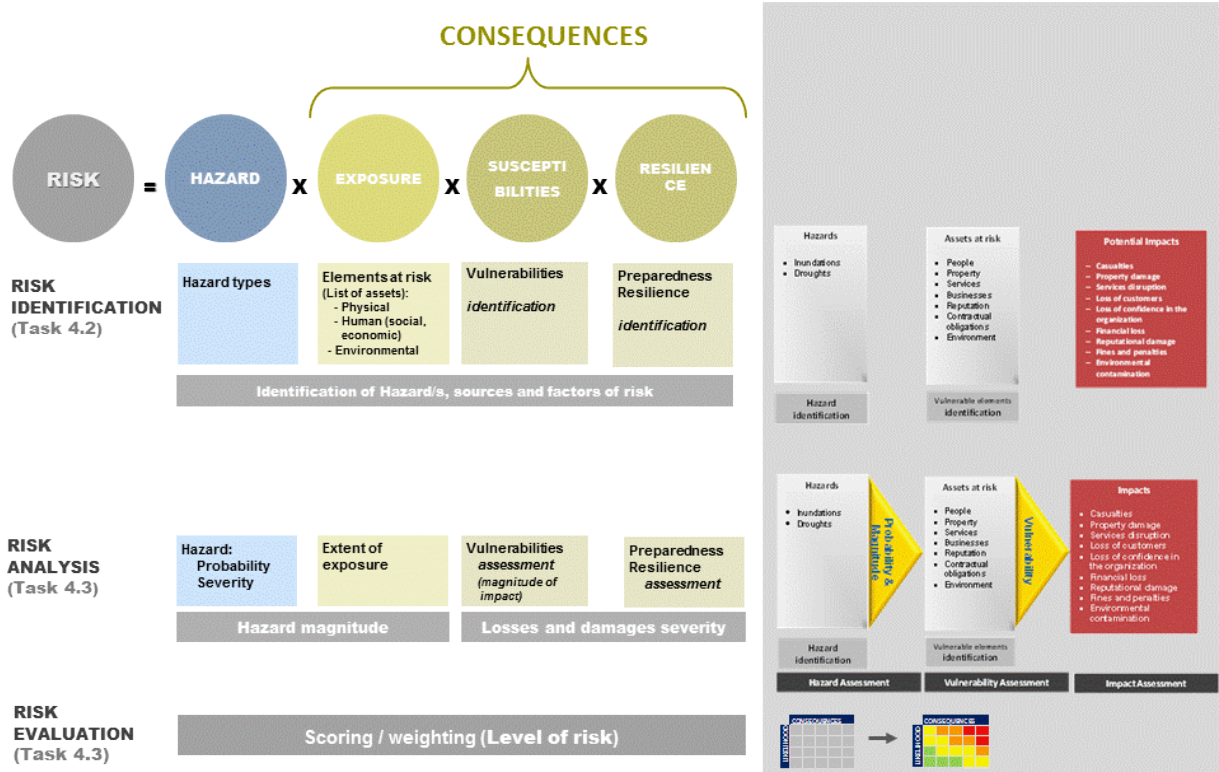 CONSEQUENCES
RISK
=
HAZARD
X
EXPOSURE
X
SUSCEPTI
BILITIES
X
RESILIEN
CE
RISK
IDENTIFICATION
(Task 4.2)
Hazard types
Elements at risk
(List of assets):
- Physical
- Human (social,
economic)
- Environmental
Vulnerabilities
identification
Preparedness
Resilience
identification
Identification of Hazard/s, sources and factors of risk
Hazards
• Inundations
• Droughts
Hazard
identification
Assets at risk
• People
• Property
• Services
• Businesses
• Reputation
• Contractual
obligations
• Environment
Vulnerable elements
identification
Potential Impacts
– Casualties
– Property damage
– Services disruption
– Loss of customers
– Loss of confidence in the
organization
– Financial loss
– Reputational damage
– Fines and penalties
– Environmental
contamination
RISK
ANALYSIS
(Task 4.3)
Hazard:
Probability
Severity
Extent of
exposure
Vulnerabilities
assessment
(magnitude of
impact)
Preparedness
Resilience
assessment
Hazard magnitude
Losses and damages severity
Hazards
• Inundations
• Droughts
Probability &
Magnitude
Hazard
identification
Assets at risk
• People
• Property
• Services
• Businesses
• Reputation
• Contractual
obligations
• Environment
Vulnerability
Vulnerable elements
identification
Impacts
• Casualties
• Property damage
• Services disruption
• Loss of customers
• Loss of confidence in
the organization
• Financial loss
• Reputational damage
• Fines and penalties
• Environmental
contamination
Hazard Assessment
Vulnerability Assessment
Impact Assessment
RISK
EVALUATION
(Task 4.3)
Scoring / weighting (Level of risk)
CONSEQUENCES
LIKELIHOOD
CONSEQUENCES
LIKELIHOOD